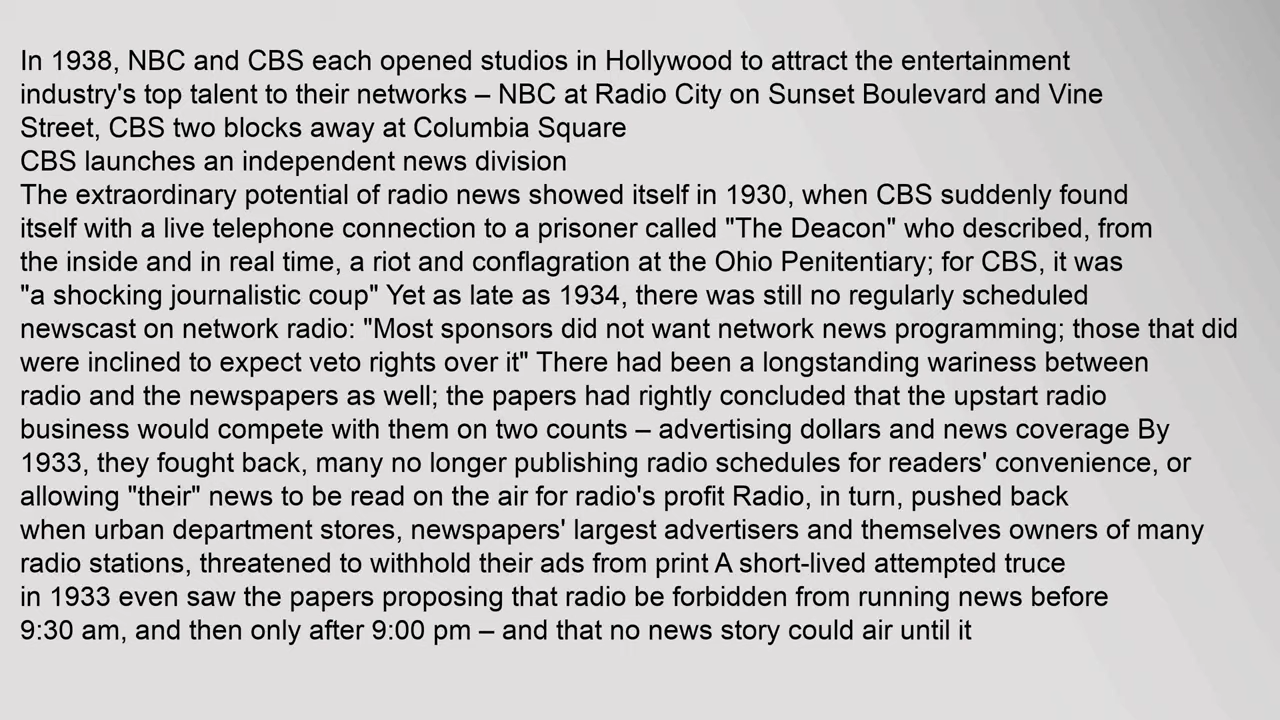 In 1938, NBC and CBS each opened studios in Hollywood to attract the entertainment
industry's top talent to their networks – NBC at Radio City on Sunset Boulevard and Vine
Street, CBS two blocks away at Columbia Square
CBS launches an independent news division
The extraordinary potential of radio news showed itself in 1930, when CBS suddenly found
itself with a live telephone connection to a prisoner called "The Deacon" who described, from
the inside and in real time, a riot and conflagration at the Ohio Penitentiary; for CBS, it was
"a shocking journalistic coup" Yet as late as 1934, there was still no regularly scheduled
newscast on network radio: "Most sponsors did not want network news programming; those that did
were inclined to expect veto rights over it" There had been a longstanding wariness between
radio and the newspapers as well; the papers had rightly concluded that the upstart radio
business would compete with them on two counts – advertising dollars and news coverage By
1933, they fought back, many no longer publishing radio schedules for readers' convenience, or
allowing "their" news to be read on the air for radio's profit Radio, in turn, pushed back
when urban department stores, newspapers' largest advertisers and themselves owners of many
radio stations, threatened to withhold their ads from print A short-lived attempted truce
in 1933 even saw the papers proposing that radio be forbidden from running news before
9:30 am, and then only after 9:00 pm – and that no news story could air until it